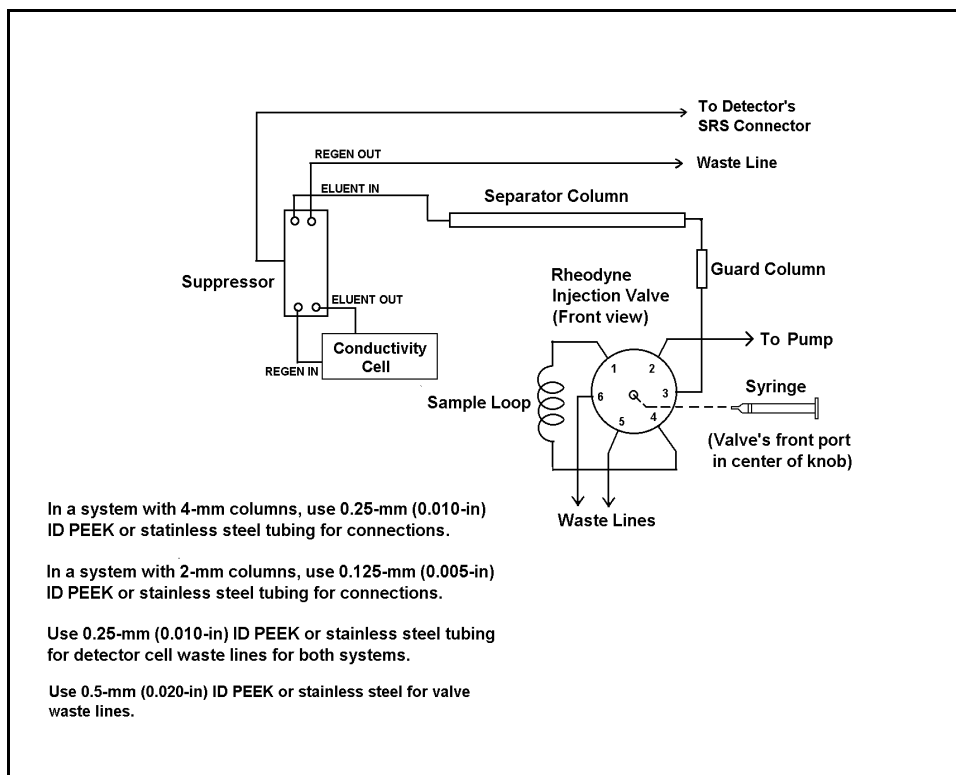 To Detector's
SRS Connector
REGEN OUT
Waste Line
ELUENT IN
Separator Column
Suppressor
Guard Column
ELUENT OUT
Rheodyne
Injection Valve
(Front view)
Conductivity
Cell
REGEN IN
To Pump
Sample Loop
1
2
3
4
5
6
Syringe
(Valve's front port
in center of knob)
Waste Lines
In a system with 4-mm columns, use 0.25-mm (0.010-in)
ID PEEK or statinless steel tubing for connections.
In a system with 2-mm columns, use 0.125-mm (0.005-in)
ID PEEK or stainless steel tubing for connections.
Use 0.25-mm (0.010-in) ID PEEK or stainless steel tubing
for detector cell waste lines for both systems.
Use 0.5-mm (0.020-in) ID PEEK or stainless steel for valve
waste lines.